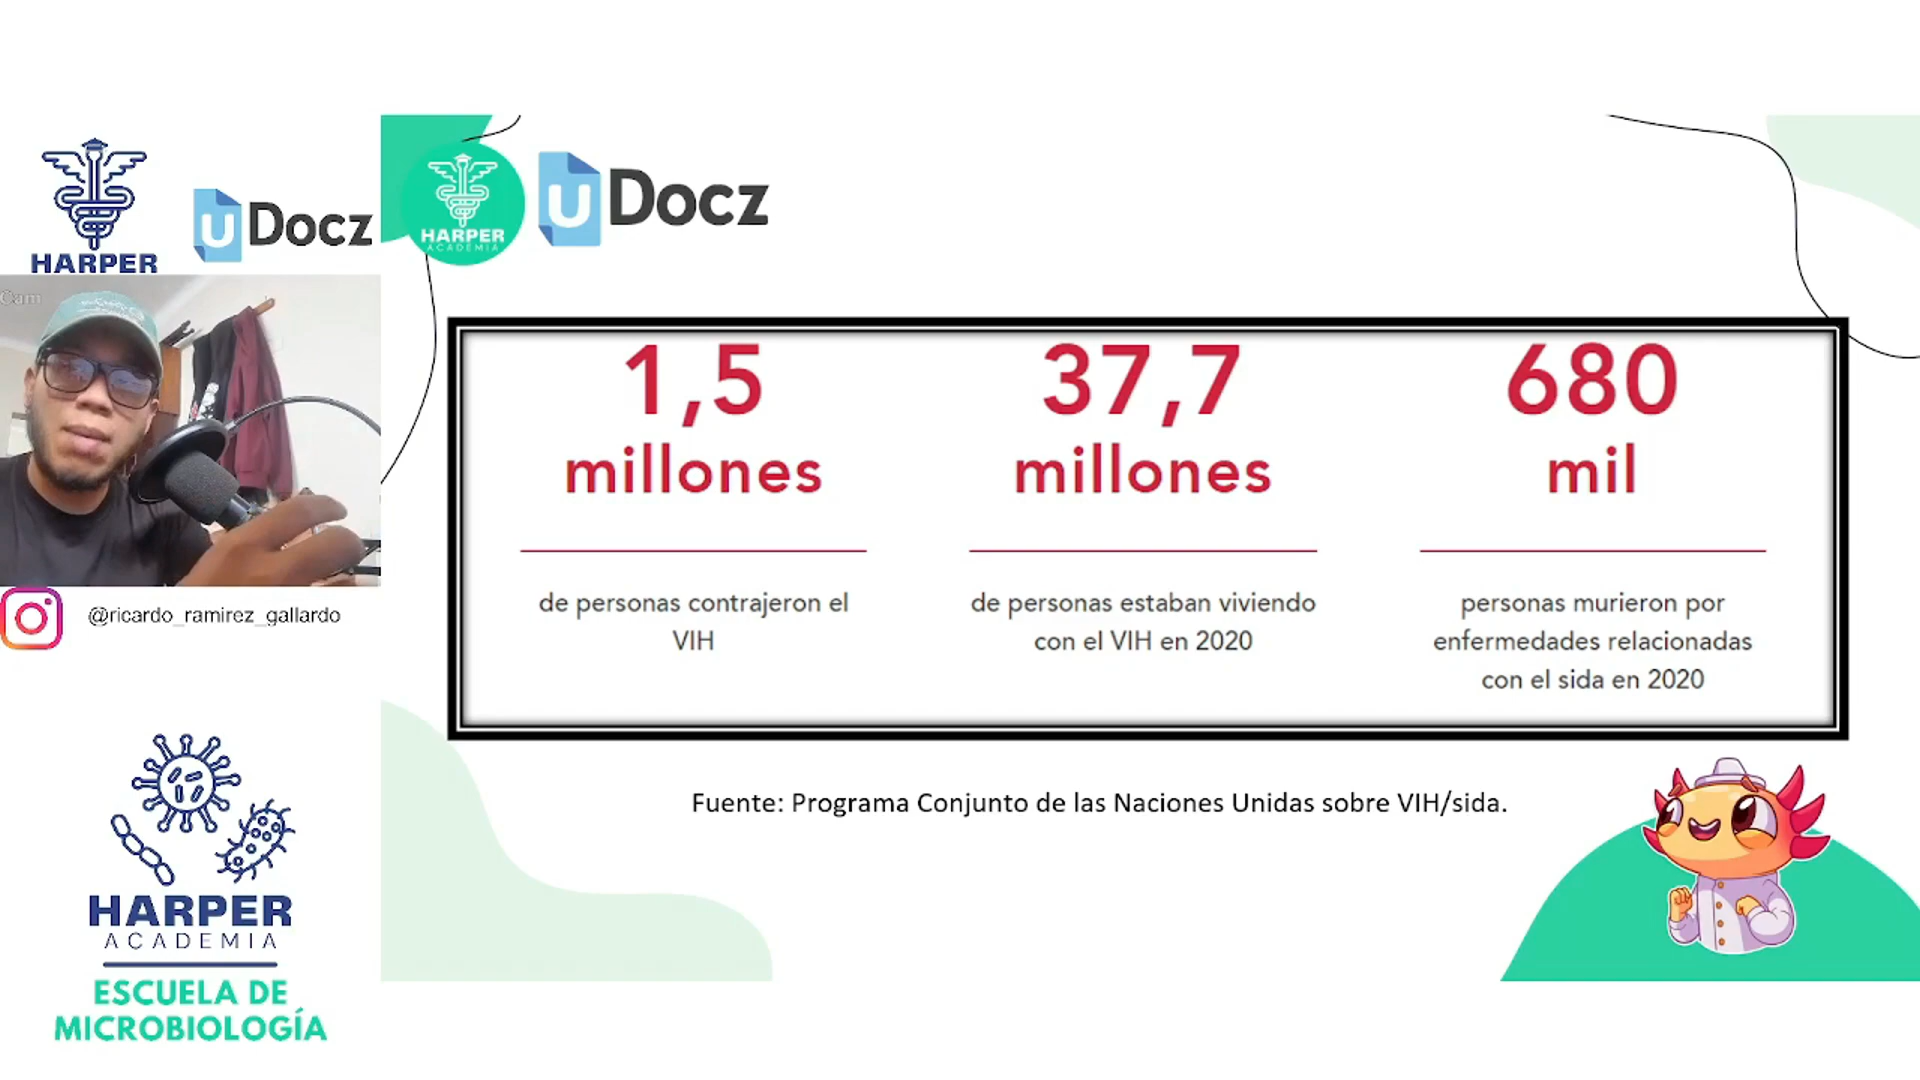 HARPER
U Docz
HARPER
ACADEMIA
U Docz
Cam
@ricardo_ramirez_gallardo
HARPER
ACADEMIA
ESCUELA DE
MICROBIOLOGÍA
1,5
millones
de personas contrajeron el
VIH
37,7
millones
de personas estaban viviendo
con el VIH en 2020
680
mil
personas murieron por
enfermedades relacionadas
con el sida en 2020
Fuente: Programa Conjunto de las Naciones Unidas sobre VIH/sida.